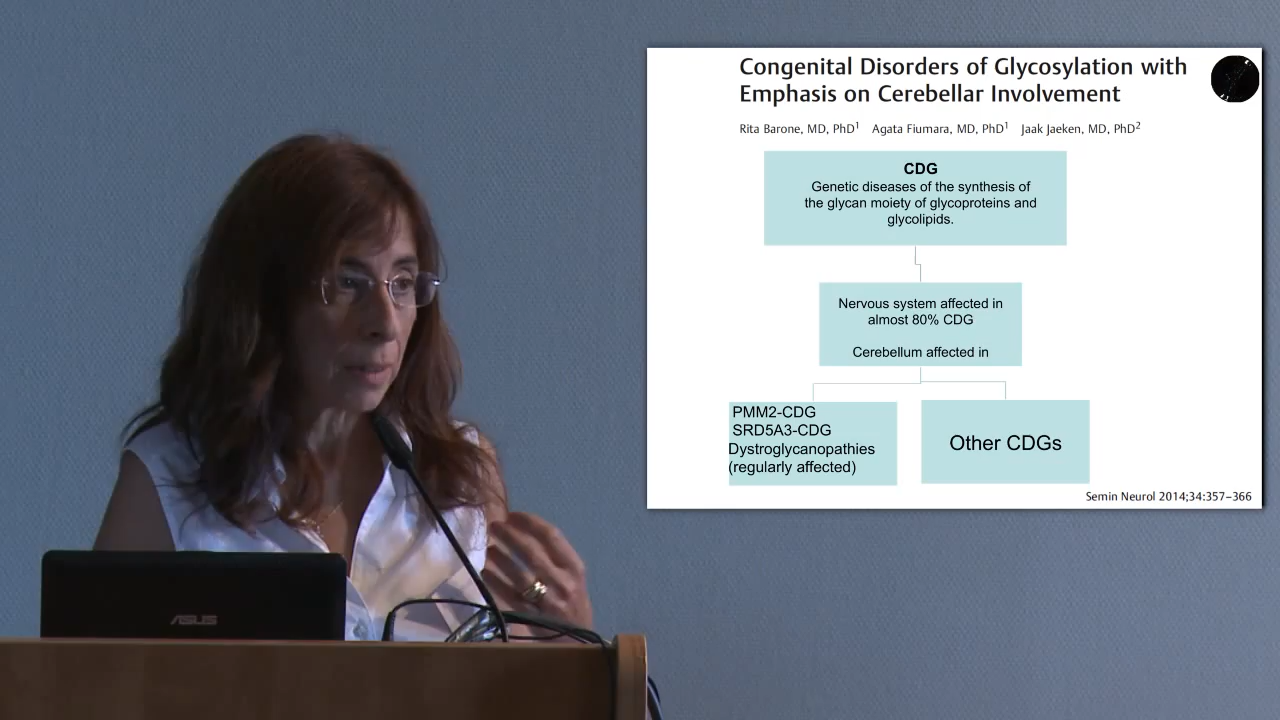 Congenital Disorders of Glycosylation with
Emphasis on Cerebellar Involvement
Rita Barone, MD, PhD1 Agata Fiumara, MD, PhD1 Jaak Jaeken, MD, PhD2
CDG
Genetic diseases of the synthesis of
the glycan moiety of glycoproteins and
glycolipids.
Nervous system affected in
almost 80% CDG
Cerebellum affected in
PMM2-CDG
SRD5A3-CDG
Dystroglycanopathies
(regularly affected)
Other CDGs
Semin Neurol 2014;34:357–366
ASUS